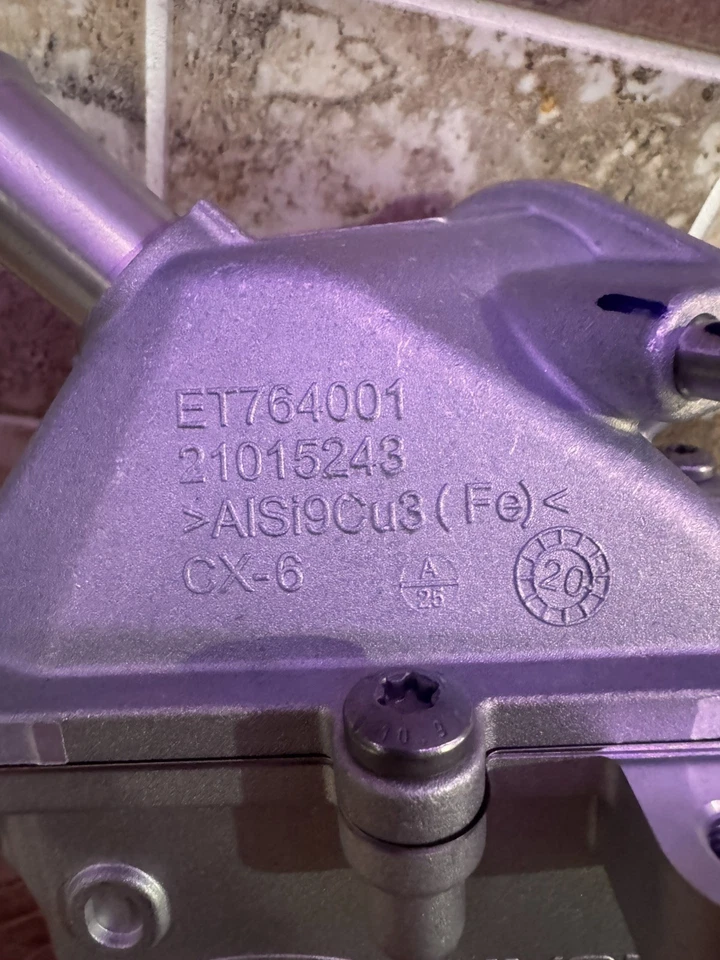 ET764001
21015243
>AlSi9Cu3(Fe)<
CX-6
A
25
20